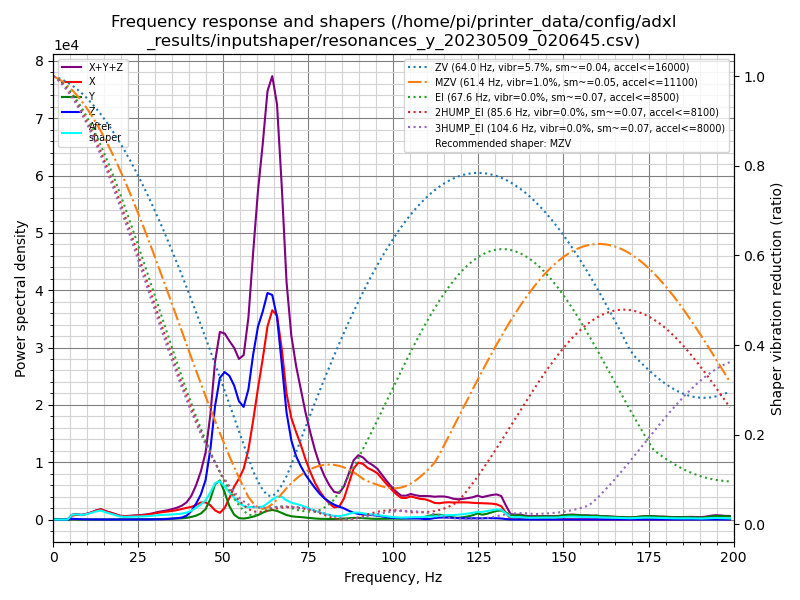 Frequency response and shapers (/home/pi/printer_data/config/adxl
_results/inputshaper/resonances_y_20230509_020645.csv)
1e4
X+Y+Z
X
Y
Z
After
shaper
ZV (64.0 Hz, vibr=5.7%, sm~=0.04, accel<=16000)
MZV (61.4 Hz, vibr=1.0%, sm~=0.05, accel<=11100)
EI (67.6 Hz, vibr=0.0%, sm~=0.07, accel<=8500)
2HUMP_EI (85.6 Hz, vibr=0.0%, sm~=0.07, accel<=8100)
3HUMP_EI (104.6 Hz, vibr=0.0%, sm~=0.07, accel<=8000)
Recommended shaper: MZV
8
7
6
5
4
3
2
1
0
Power spectral density
1.0
0.8
0.6
0.4
0.2
0.0
Shaper vibration reduction (ratio)
0 25 50 75 100 125 150 175 200
Frequency, Hz